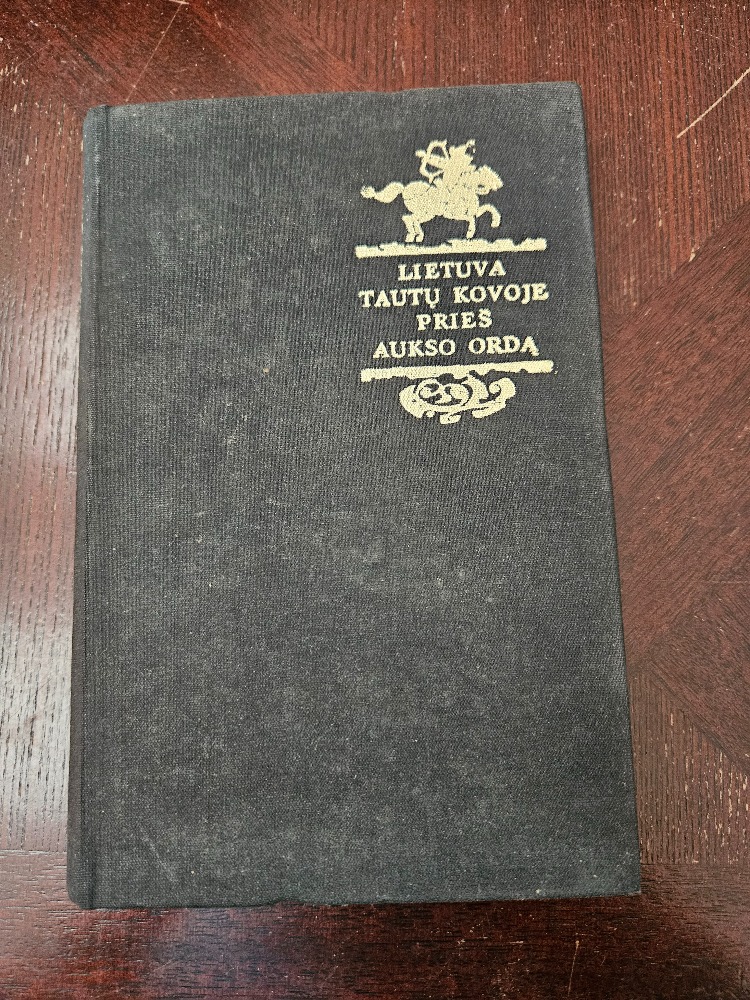 LIETUVA
TAUTŲ KOVOJE
PRIEŠ
AUKSO ORDĄ